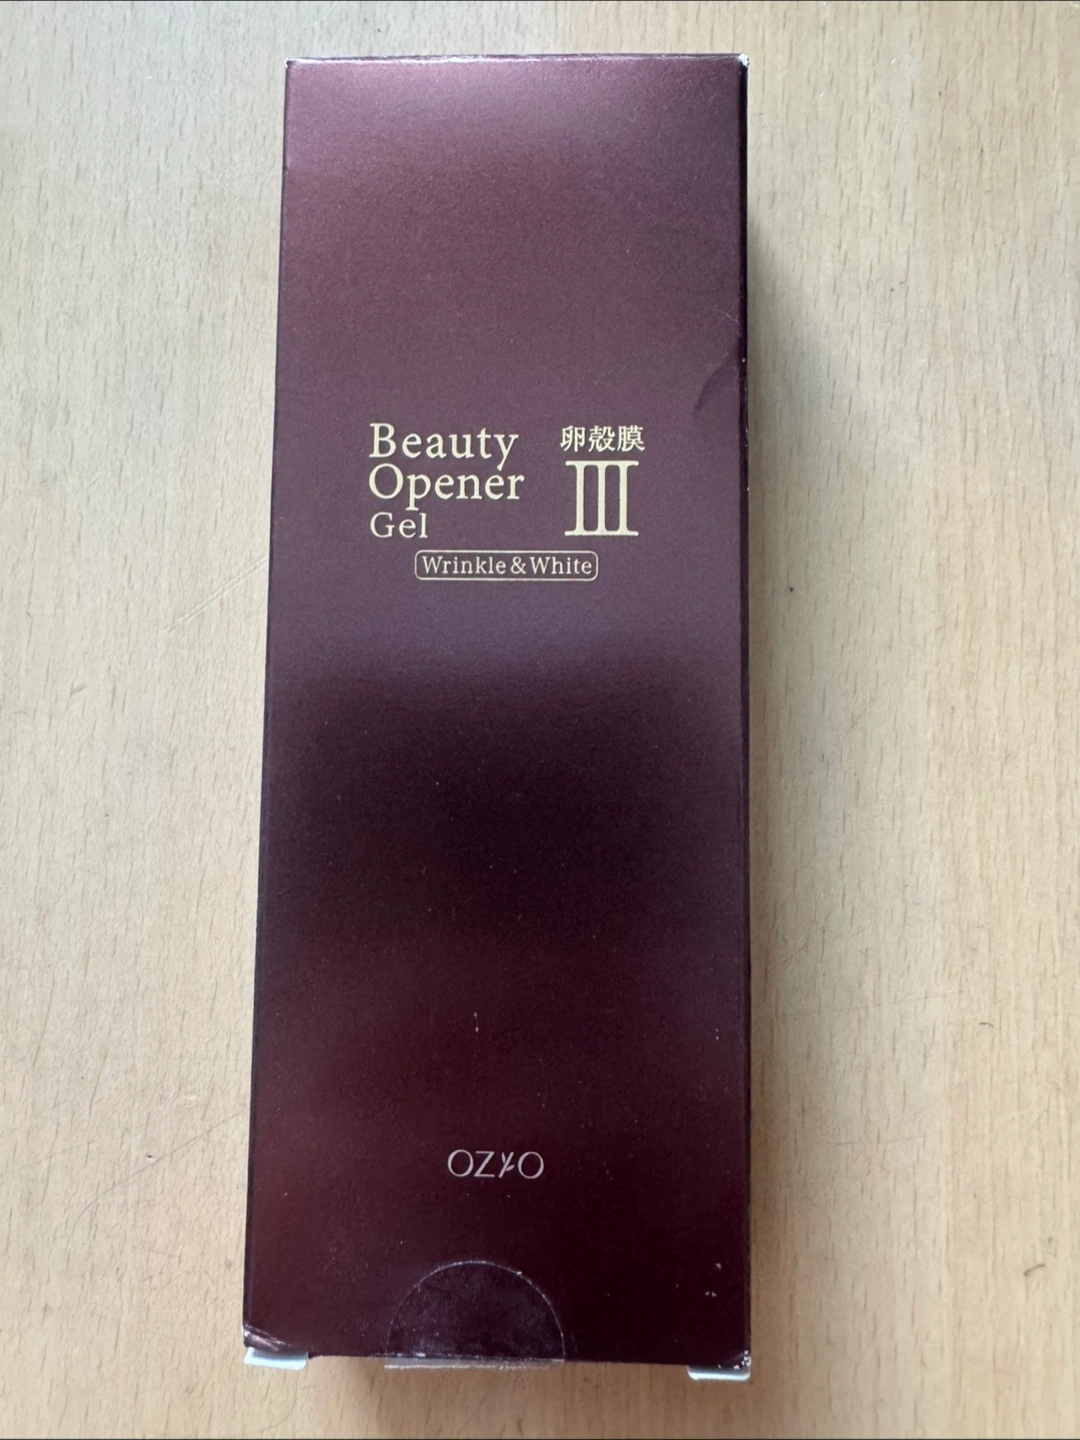 Beauty
Opener
Gel
卵殻膜
III
Wrinkle & White
OZIO